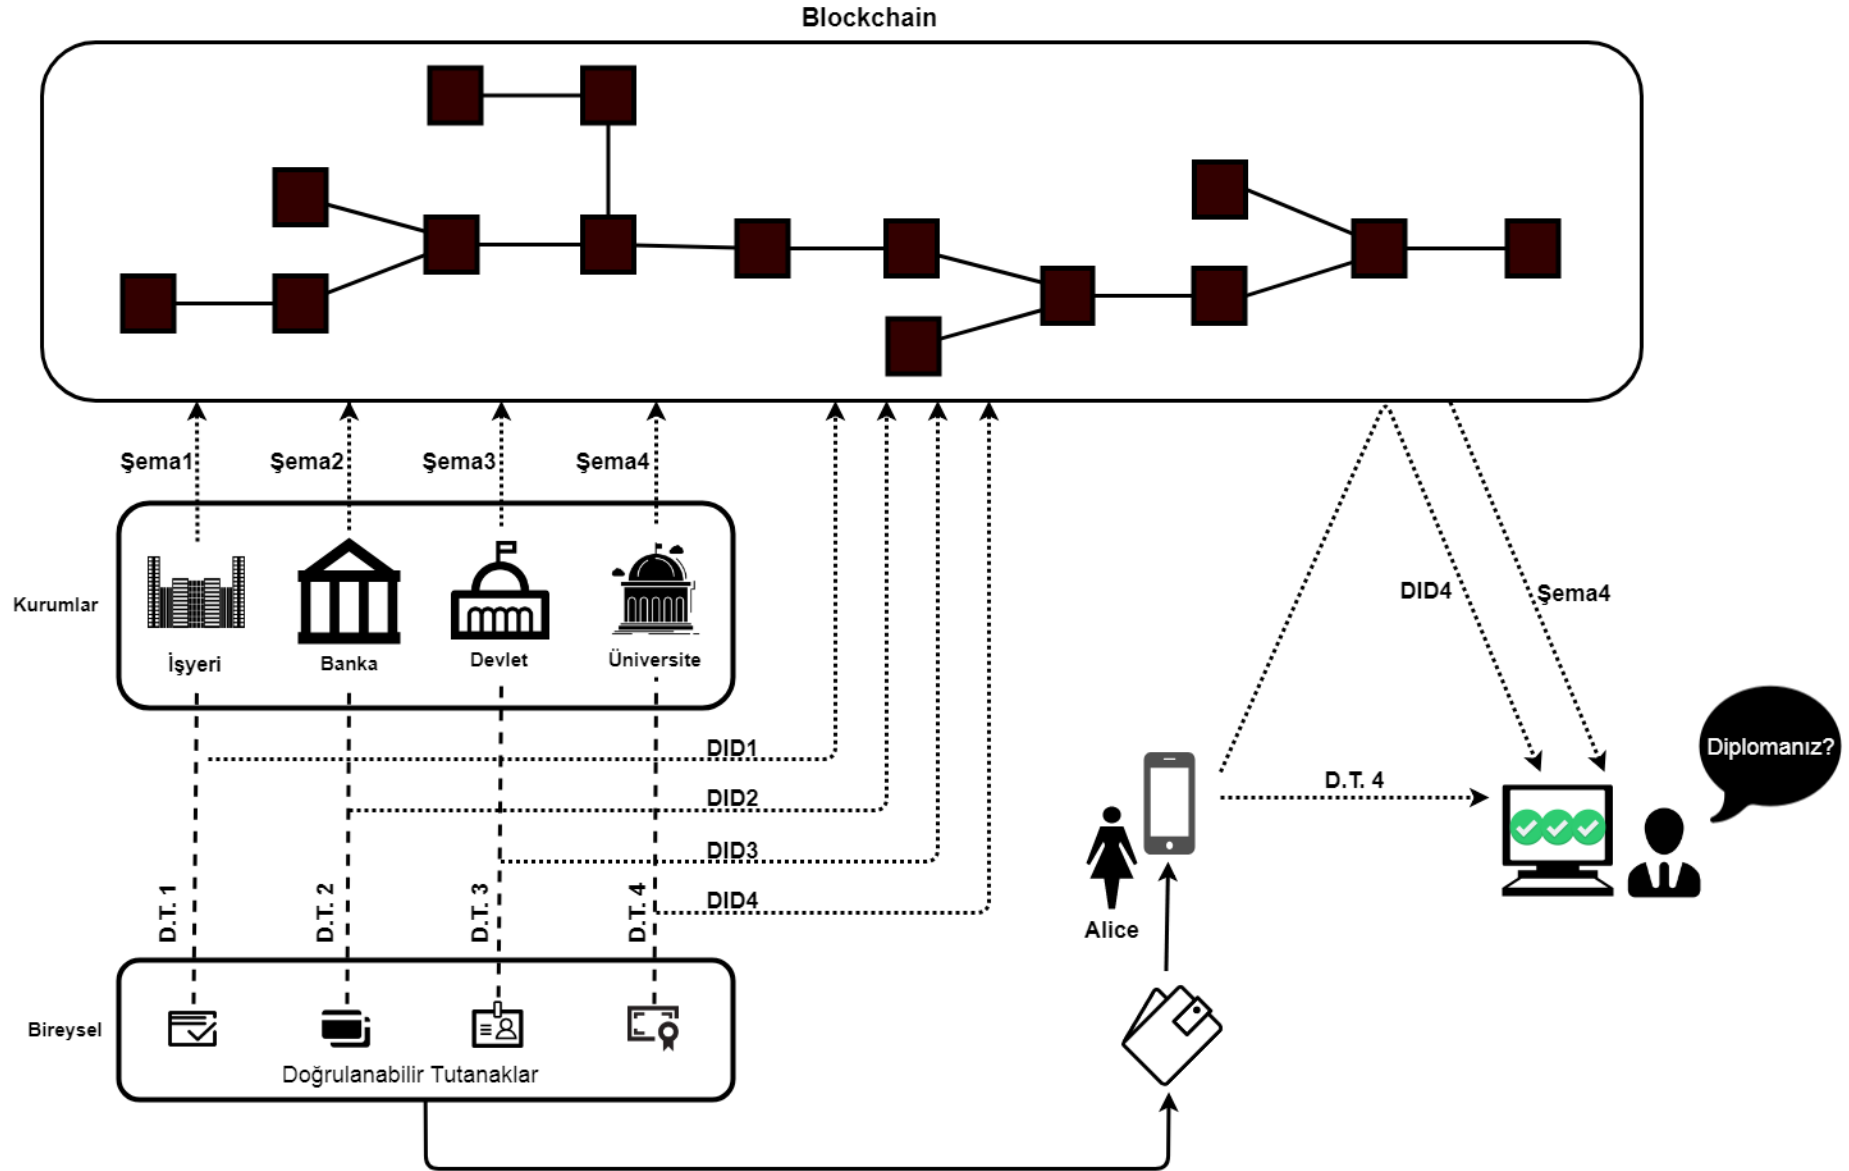 Blockchain
Şema1
Şema2
Şema3
Şema4
Kurumlar
İşyeri
Banka
Devlet
Üniversite
DID1
DID2
DID3
DID4
D.T. 1
D.T. 2
D.T. 3
D.T. 4
Bireysel
Doğrulanabilir Tutanaklar
Alice
D.T. 4
DID4
Şema4
Diplomanız?